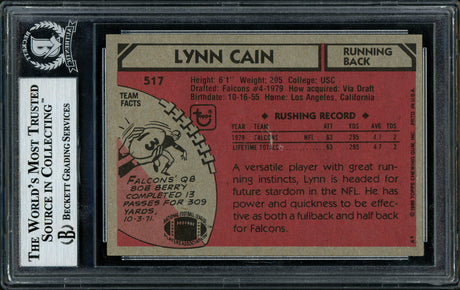 LYNN CAIN
RUNNING
BACK
517
Height: 6'1" Weight: 205 College: USC
Drafted: Falcons #4-1979 How acquired: Via Draft
Birthdate: 10-16-55 Home: Los Angeles, California
TEAM
FACTS
topps
★ RUSHING RECORD ★
YEAR TEAM LEA ATT YDS AVG TD
1979 FALCONS NFL 63 295 4.7 2
LIFETIME TOTALS 63 295 4.7 2
FALCONS' QB
BOB BERRY
COMPLETED 13
PASSES FOR 309
YARDS,
10-3-71.
A versatile player with great run-
ning instincts, Lynn is headed for
future stardom in the NFL. He has
power and quickness to be effec-
tive as both a fullback and half back
for Falcons.
THE WORLD'S MOST TRUSTED
SOURCE IN COLLECTING™
BECKETT GRADING SERVICES